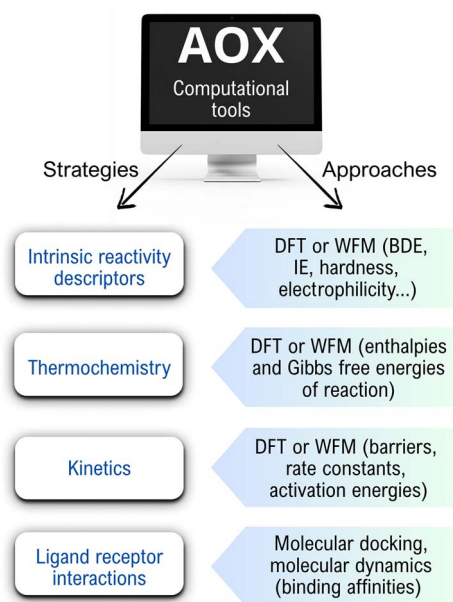 AOX
Computational
tools
Strategies
Approaches
Intrinsic reactivity
descriptors
DFT or WFM (BDE,
IE, hardness,
electrophilicity...)
Thermochemistry
DFT or WFM (enthalpies
and Gibbs free energies
of reaction)
Kinetics
DFT or WFM (barriers,
rate constants,
activation energies)
Ligand receptor
interactions
Molecular docking,
molecular dynamics
(binding affinities)